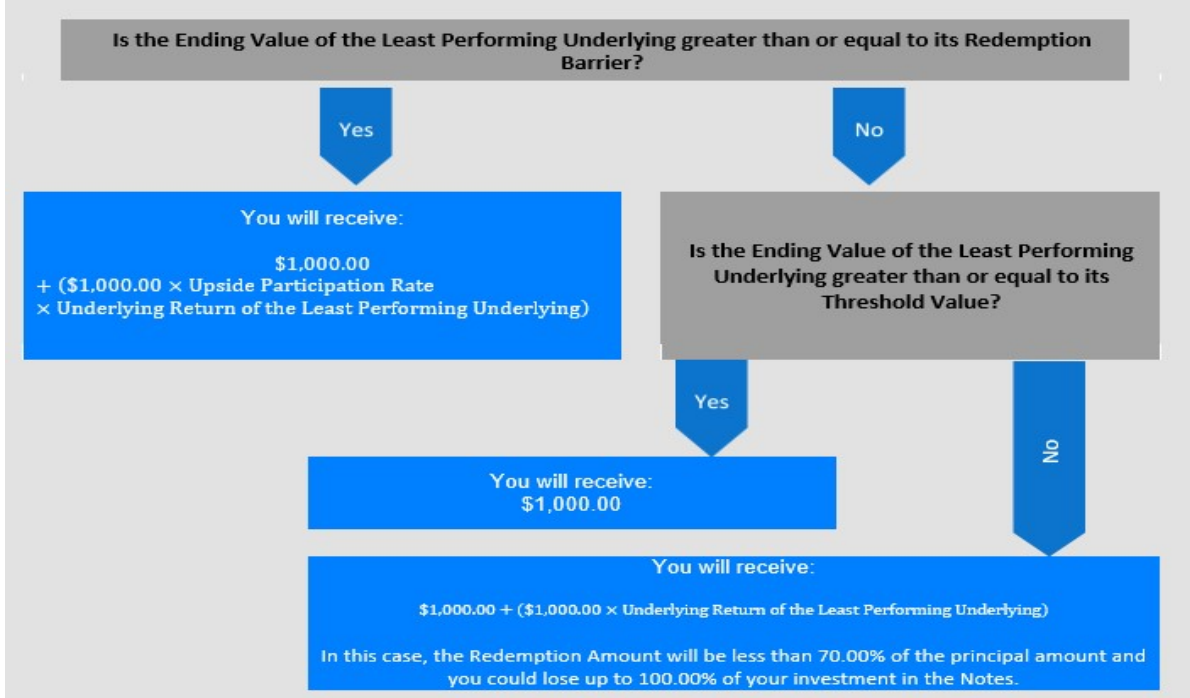 Is the Ending Value of the Least Performing Underlying greater than or equal to its Redemption
Barrier?
Yes
No
You will receive:
$1,000.00
+ ($1,000.00 × Upside Participation Rate
× Underlying Return of the Least Performing Underlying)
Is the Ending Value of the Least Performing
Underlying greater than or equal to its
Threshold Value?
Yes
No
You will receive:
$1,000.00
You will receive:
$1,000.00 + ($1,000.00 × Underlying Return of the Least Performing Underlying)
In this case, the Redemption Amount will be less than 70.00% of the principal amount and
you could lose up to 100.00% of your investment in the Notes.